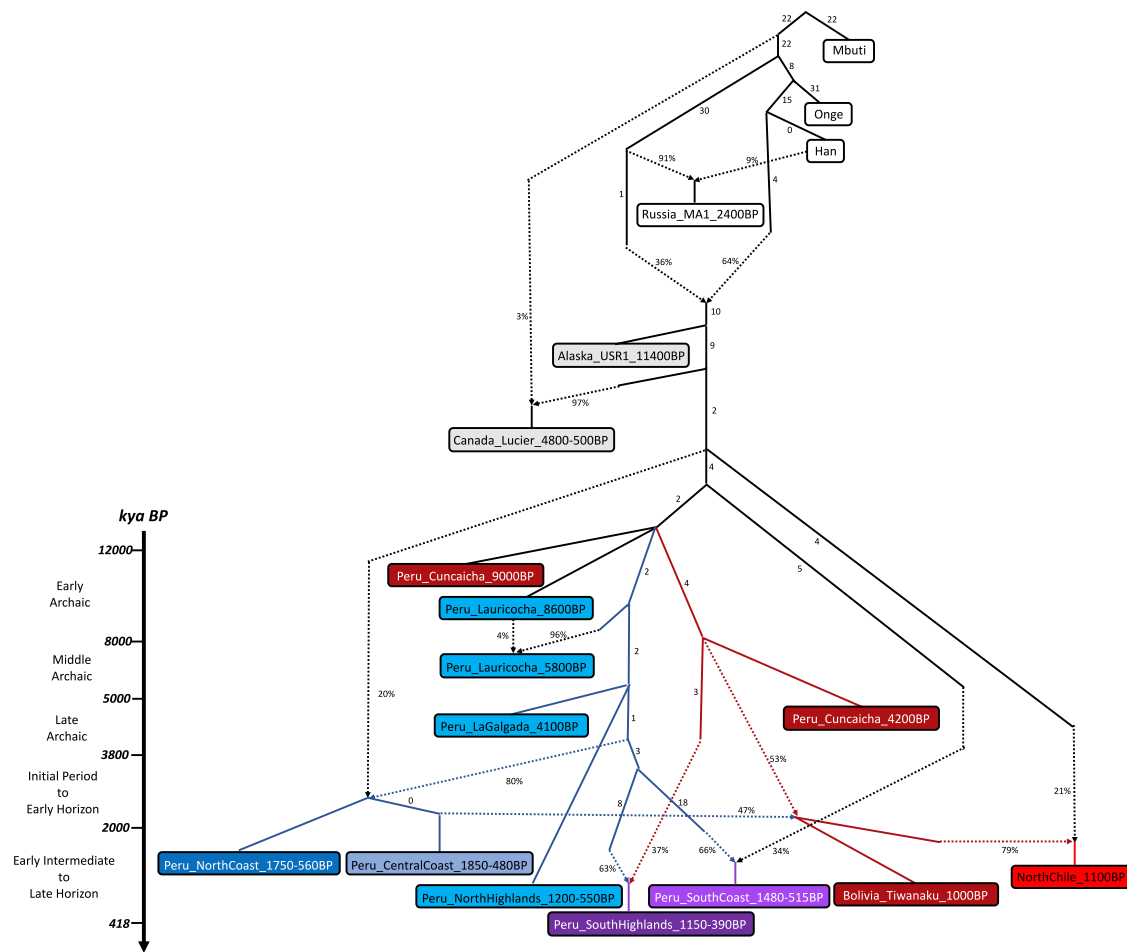 22
22
Mbuti
22
8
31
15
Onge
30
0
Han
91%
9%
4
1
Russia_MA1_2400BP
36%
64%
10
3%
9
Alaska_USR1_11400BP
97%
2
Canada_Lucier_4800-500BP
4
2
kya BP
12000
4
5
Early
Archaic
Peru_Cuncaicha_9000BP
2
4
Peru_Lauricocha_8600BP
4%
96%
8000
Middle
Archaic
Peru_Lauricocha_5800BP
2
5000
20%
3
Late
Archaic
Peru_LaGalgada_4100BP
1
Peru_Cuncaicha_4200BP
3800
3
53%
Initial Period
to
Early Horizon
80%
0
8
18
47%
21%
2000
Early Intermediate
to
Late Horizon
Peru_NorthCoast_1750-560BP
Peru_CentralCoast_1850-480BP
63%
37%
66%
34%
79%
NorthChile_1100BP
Peru_NorthHighlands_1200-550BP
Peru_SouthCoast_1480-515BP
Bolivia_Tiwanaku_1000BP
418
Peru_SouthHighlands_1150-390BP